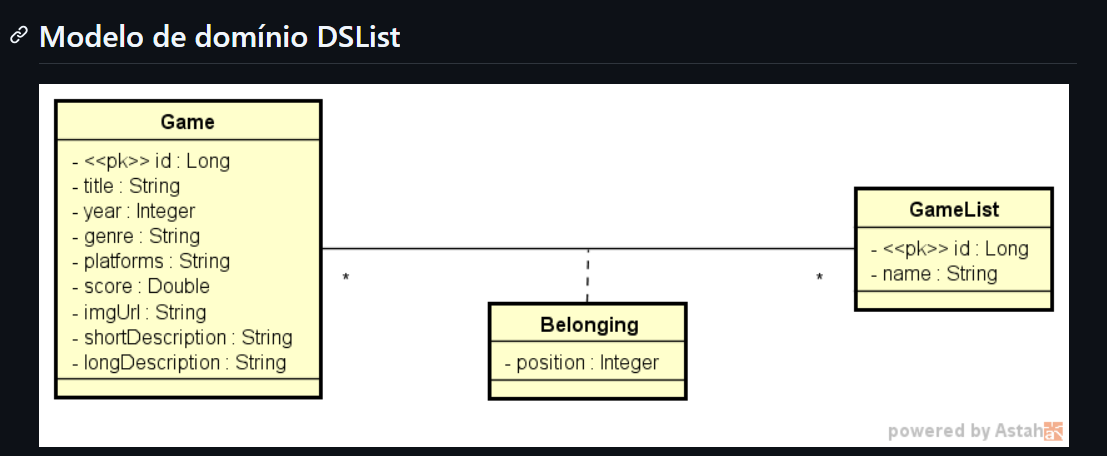 Modelo de domínio DSList
Game
- <<pk>> id : Long
- title : String
- year : Integer
- genre : String
- platforms : String
- score : Double
- imgUrl : String
- shortDescription : String
- longDescription : String
*
*
GameList
- <<pk>> id : Long
- name : String
Belonging
- position : Integer
powered by Astah